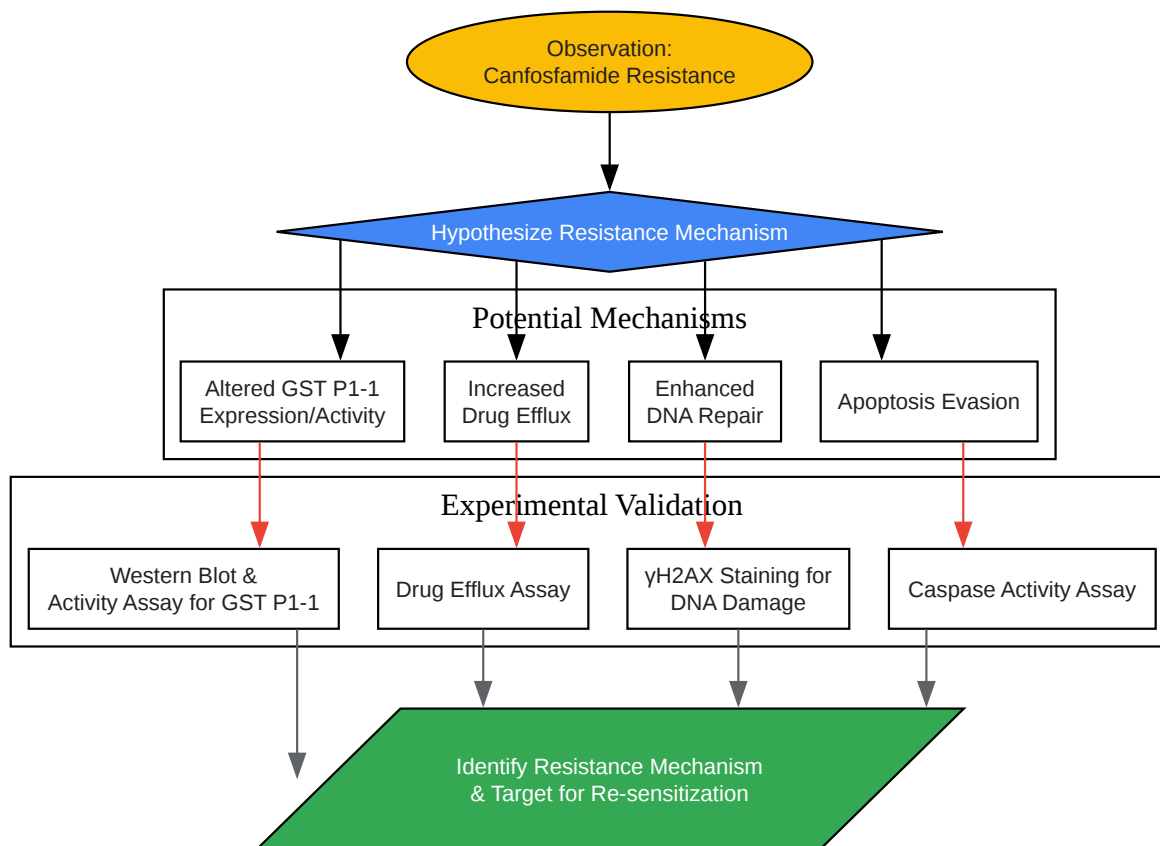 Observation:
Canfosfamide Resistance
Hypothesize Resistance Mechanism
Potential Mechanisms
Altered GST P1-1
Expression/Activity
Increased
Drug Efflux
Enhanced
DNA Repair
Apoptosis Evasion
Experimental Validation
Western Blot &
Activity Assay for GST P1-1
Drug Efflux Assay
γH2AX Staining for
DNA Damage
Caspase Activity Assay
Identify Resistance Mechanism
& Target for Re-sensitization